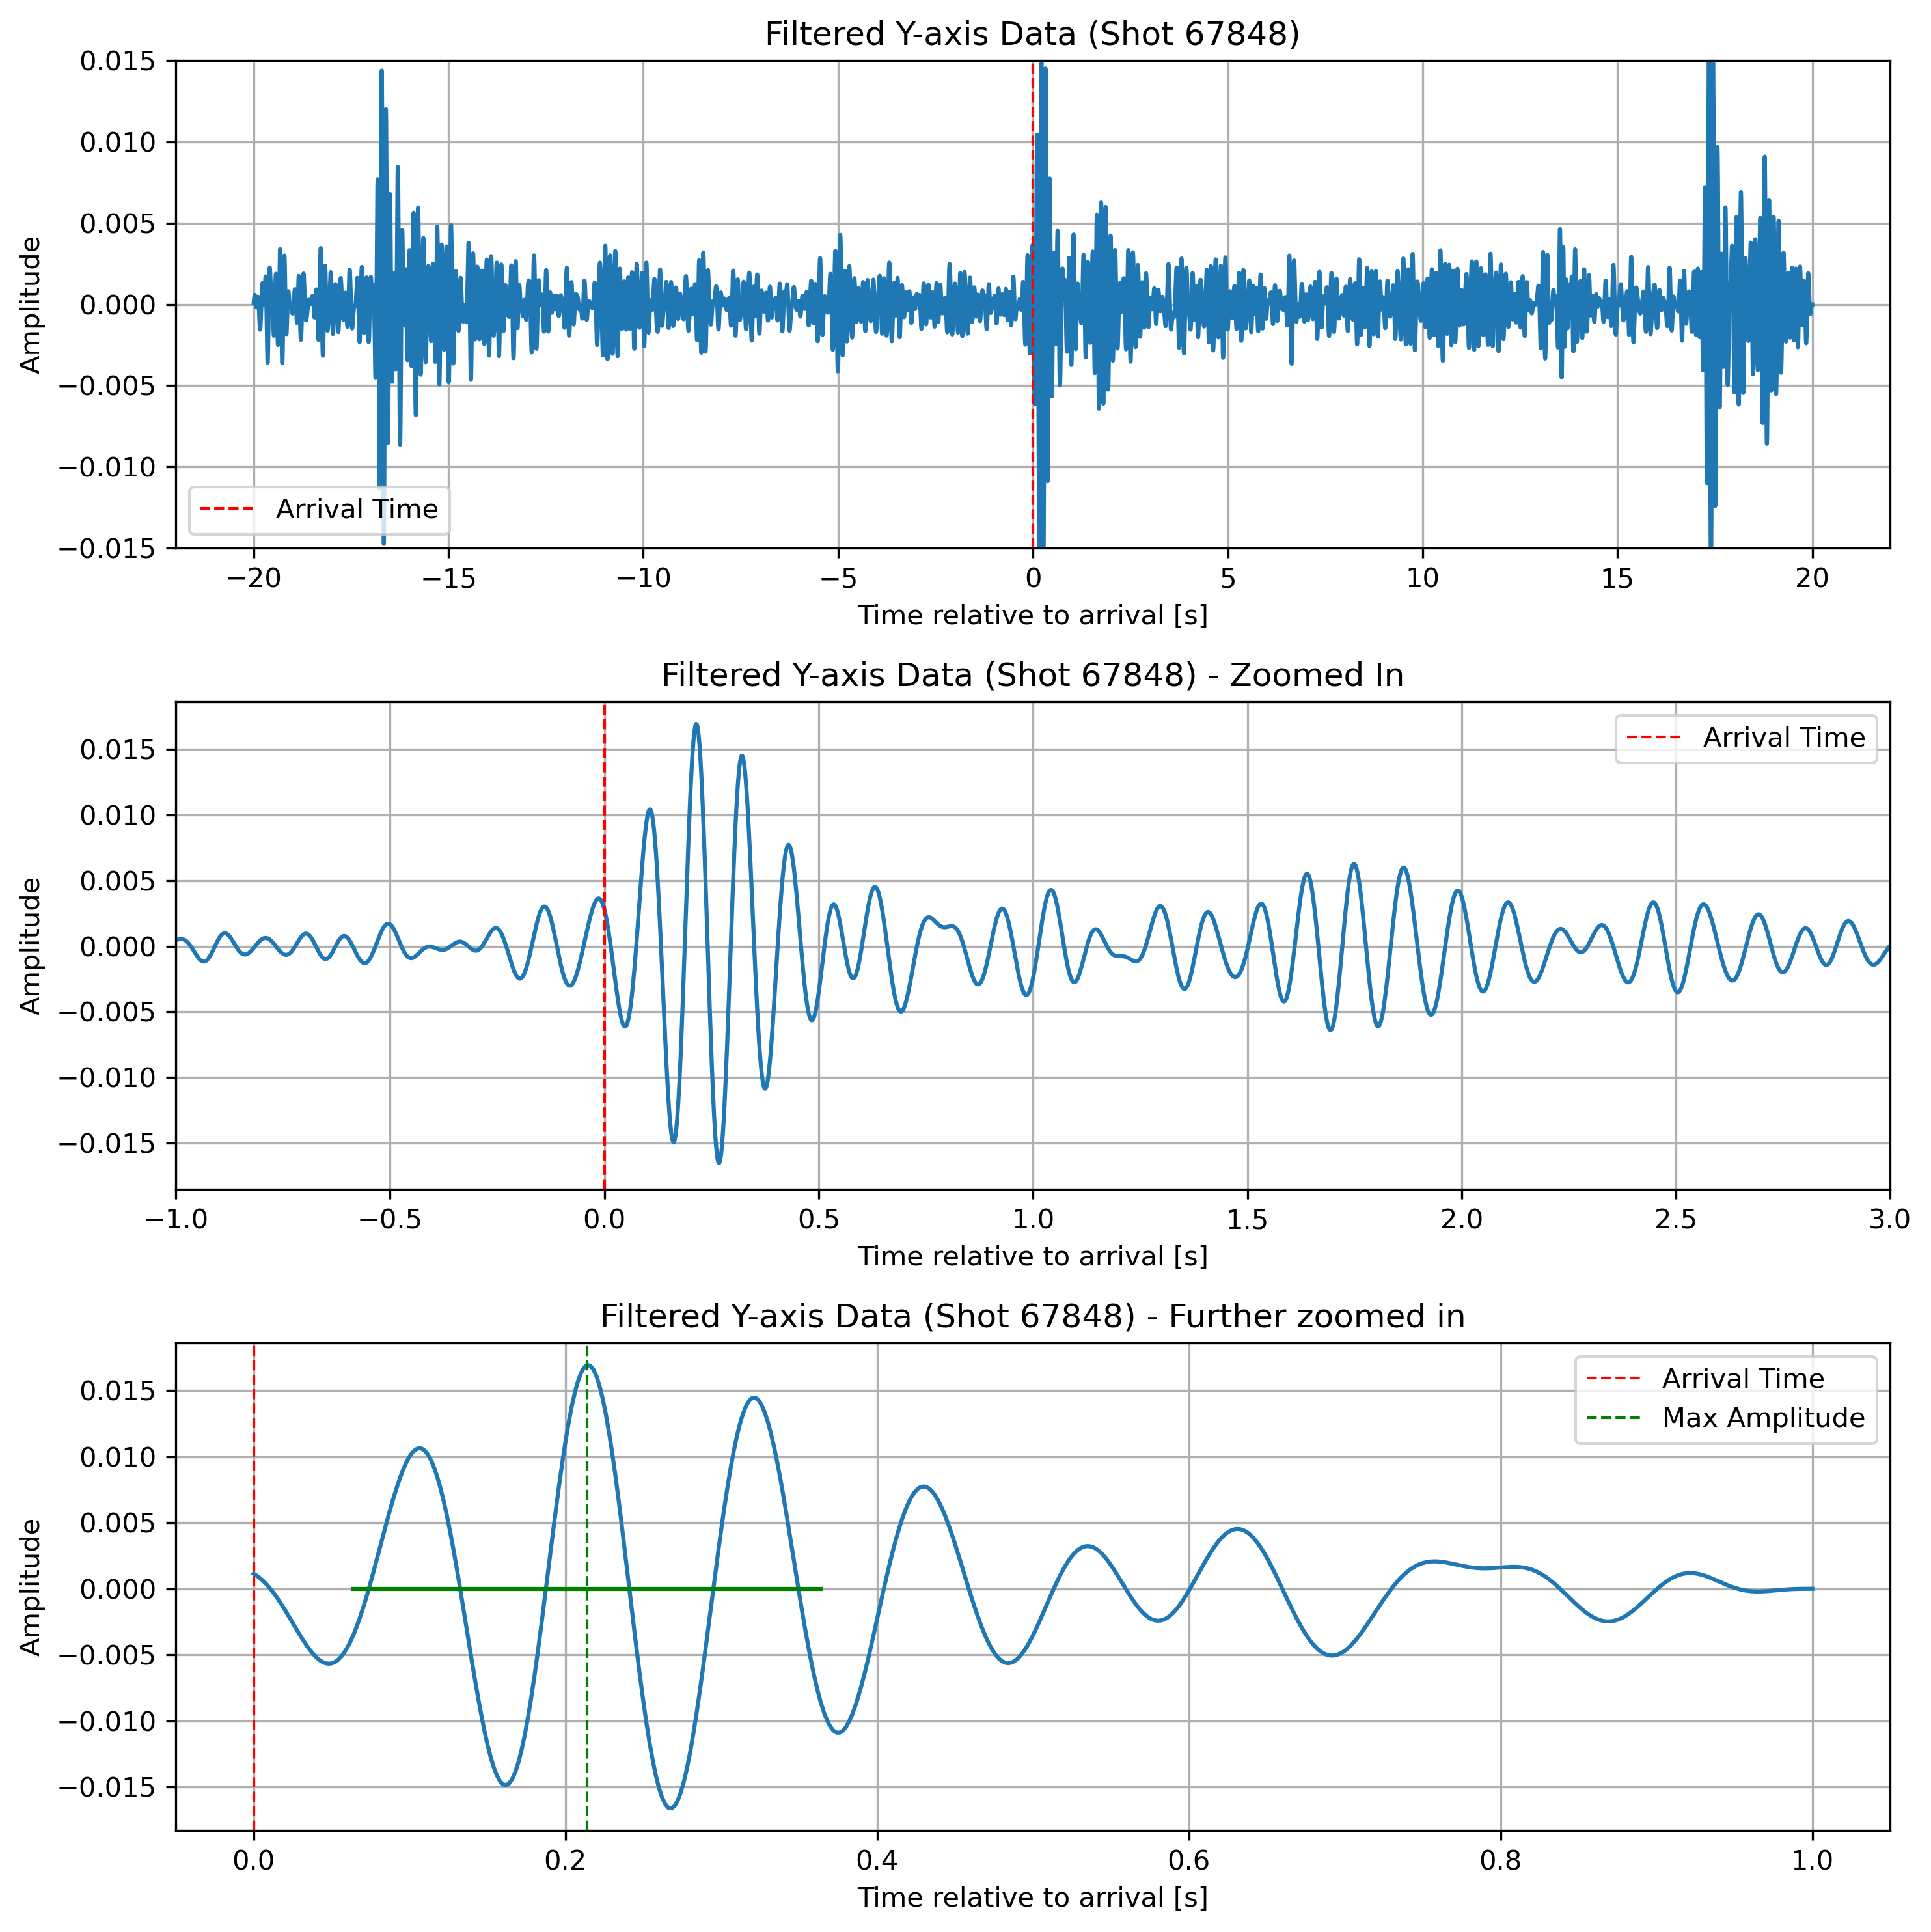 Filtered Y-axis Data (Shot 67848)
0.015
0.010
0.005
0.000
−0.005
−0.010
−0.015
Amplitude
Arrival Time
−20 −15 −10 −5 0 5 10 15 20
Time relative to arrival [s]
Filtered Y-axis Data (Shot 67848) - Zoomed In
0.015
0.010
0.005
0.000
−0.005
−0.010
−0.015
Amplitude
Arrival Time
−1.0 −0.5 0.0 0.5 1.0 1.5 2.0 2.5 3.0
Time relative to arrival [s]
Filtered Y-axis Data (Shot 67848) - Further zoomed in
0.015
0.010
0.005
0.000
−0.005
−0.010
−0.015
Amplitude
Arrival Time
Max Amplitude
0.0 0.2 0.4 0.6 0.8 1.0
Time relative to arrival [s]